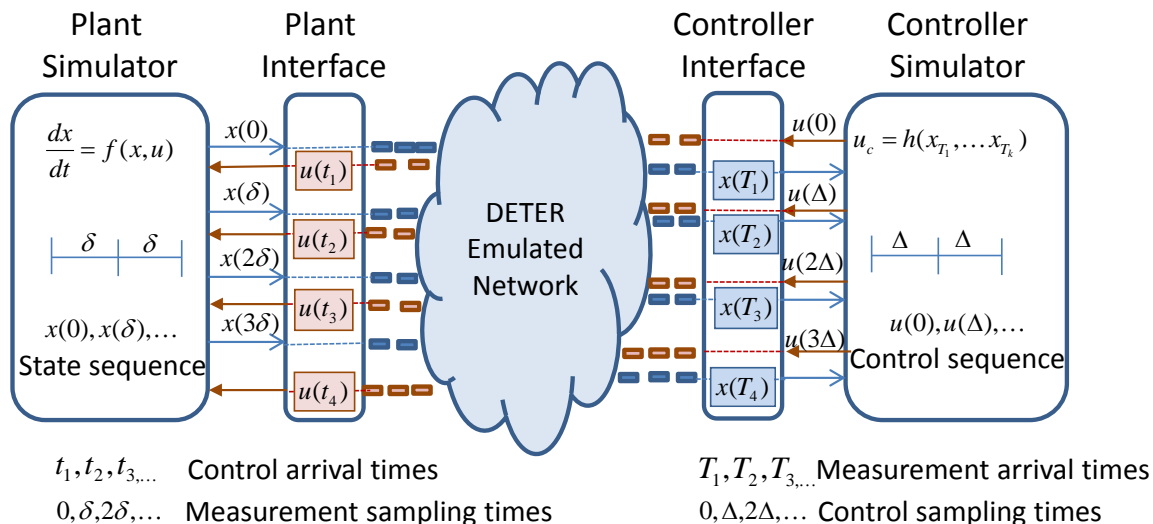 Plant Simulator
Plant Interface
Controller Interface
Controller Simulator
dx/dt = f(x,u)
δ δ
x(0), x(δ),…
State sequence
x(0)
x(δ)
x(2δ)
x(3δ)
u(t₁)
u(t₂)
u(t₃)
u(t₄)
DETER
Emulated
Network
x(T₁)
x(T₂)
x(T₃)
x(T₄)
u(0)
u(Δ)
u(2Δ)
u(3Δ)
u_c = h(x_{T₁},…x_{T_k})
Δ Δ
u(0),u(Δ),…
Control sequence
t₁,t₂,t₃,… Control arrival times
0,δ,2δ,… Measurement sampling times
T₁,T₂,T₃,… Measurement arrival times
0,Δ,2Δ,… Control sampling times